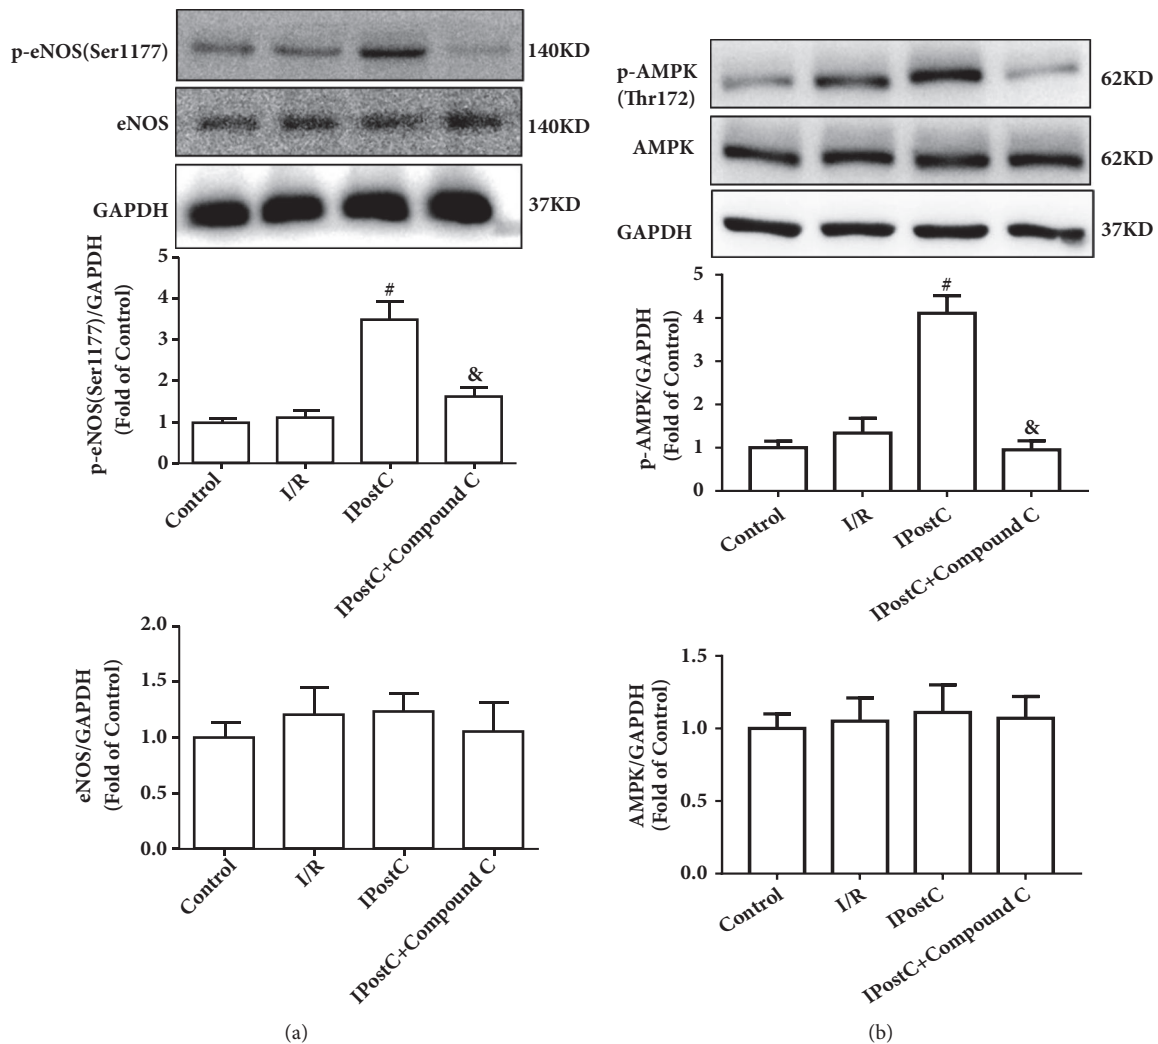 p-eNOS(Ser1177)
140KD
eNOS
140KD
GAPDH
37KD
p-eNOS(Ser1177)/GAPDH
(Fold of Control)
5
4
3
2
1
0
#
&
Control
I/R
IPostC
IPostC+Compound C
eNOS/GAPDH
(Fold of Control)
2.0
1.5
1.0
0.5
0.0
Control
I/R
IPostC
IPostC+Compound C
(a)
p-AMPK
(Thr172)
62KD
AMPK
62KD
GAPDH
37KD
p-AMPK/GAPDH
(Fold of Control)
5
4
3
2
1
0
#
&
Control
I/R
IPostC
IPostC+Compound C
AMPK/GAPDH
(Fold of Control)
1.5
1.0
0.5
0.0
Control
I/R
IPostC
IPostC+Compound C
(b)